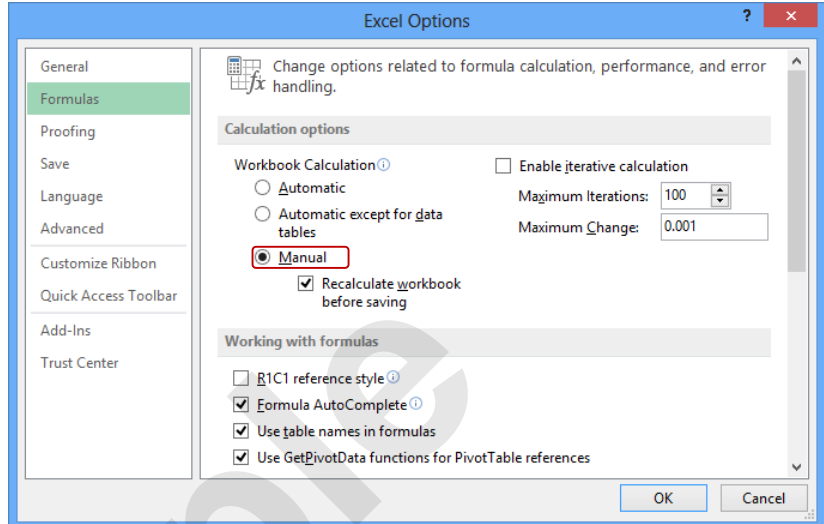 Excel Options
?
×
General
Formulas
Proofing
Save
Language
Advanced
Customize Ribbon
Quick Access Toolbar
Add-Ins
Trust Center
fx
Change options related to formula calculation, performance, and error
handling.
Calculation options
Workbook Calculation
Automatic
Automatic except for data
tables
Manual
Recalculate workbook
before saving
Enable iterative calculation
Maximum Iterations: 100
Maximum Change: 0.001
Working with formulas
R1C1 reference style
Formula AutoComplete
Use table names in formulas
Use GetPivotData functions for PivotTable references
OK Cancel